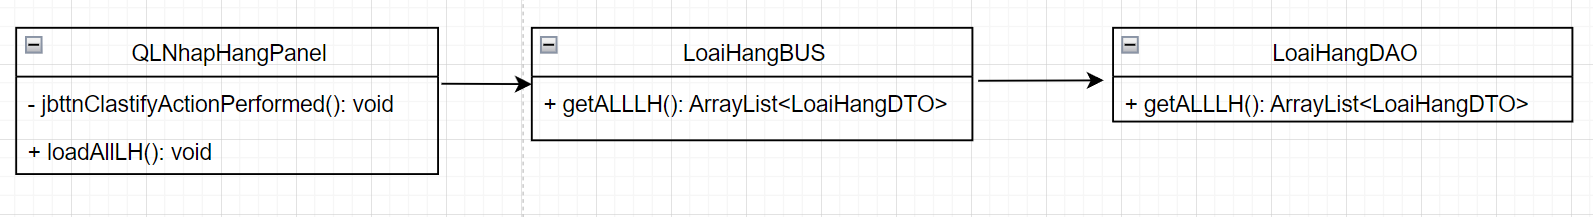 QLNhapHangPanel
- jbttnClastifyActionPerformed(): void
+ loadAllLH(): void
LoaiHangBUS
+ getALLLH(): ArrayList<LoaiHangDTO>
LoaiHangDAO
+ getALLLH(): ArrayList<LoaiHangDTO>